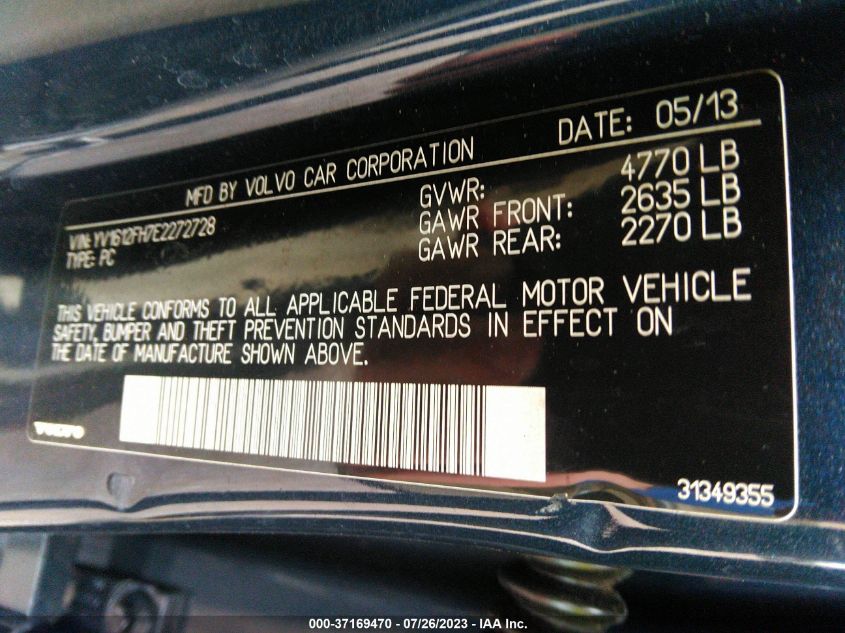 MFD BY VOLVO CAR CORPORATION DATE: 05/13
VIN: YV1612FH7E2272728
TYPE: PC
GVWR: 4770 LB
GAWR FRONT: 2635 LB
GAWR REAR: 2270 LB
THIS VEHICLE CONFORMS TO ALL APPLICABLE FEDERAL MOTOR VEHICLE
SAFETY, BUMPER AND THEFT PREVENTION STANDARDS IN EFFECT ON
THE DATE OF MANUFACTURE SHOWN ABOVE.
VOLVO
31349355
000-37169470 - 07/26/2023 - IAA Inc.